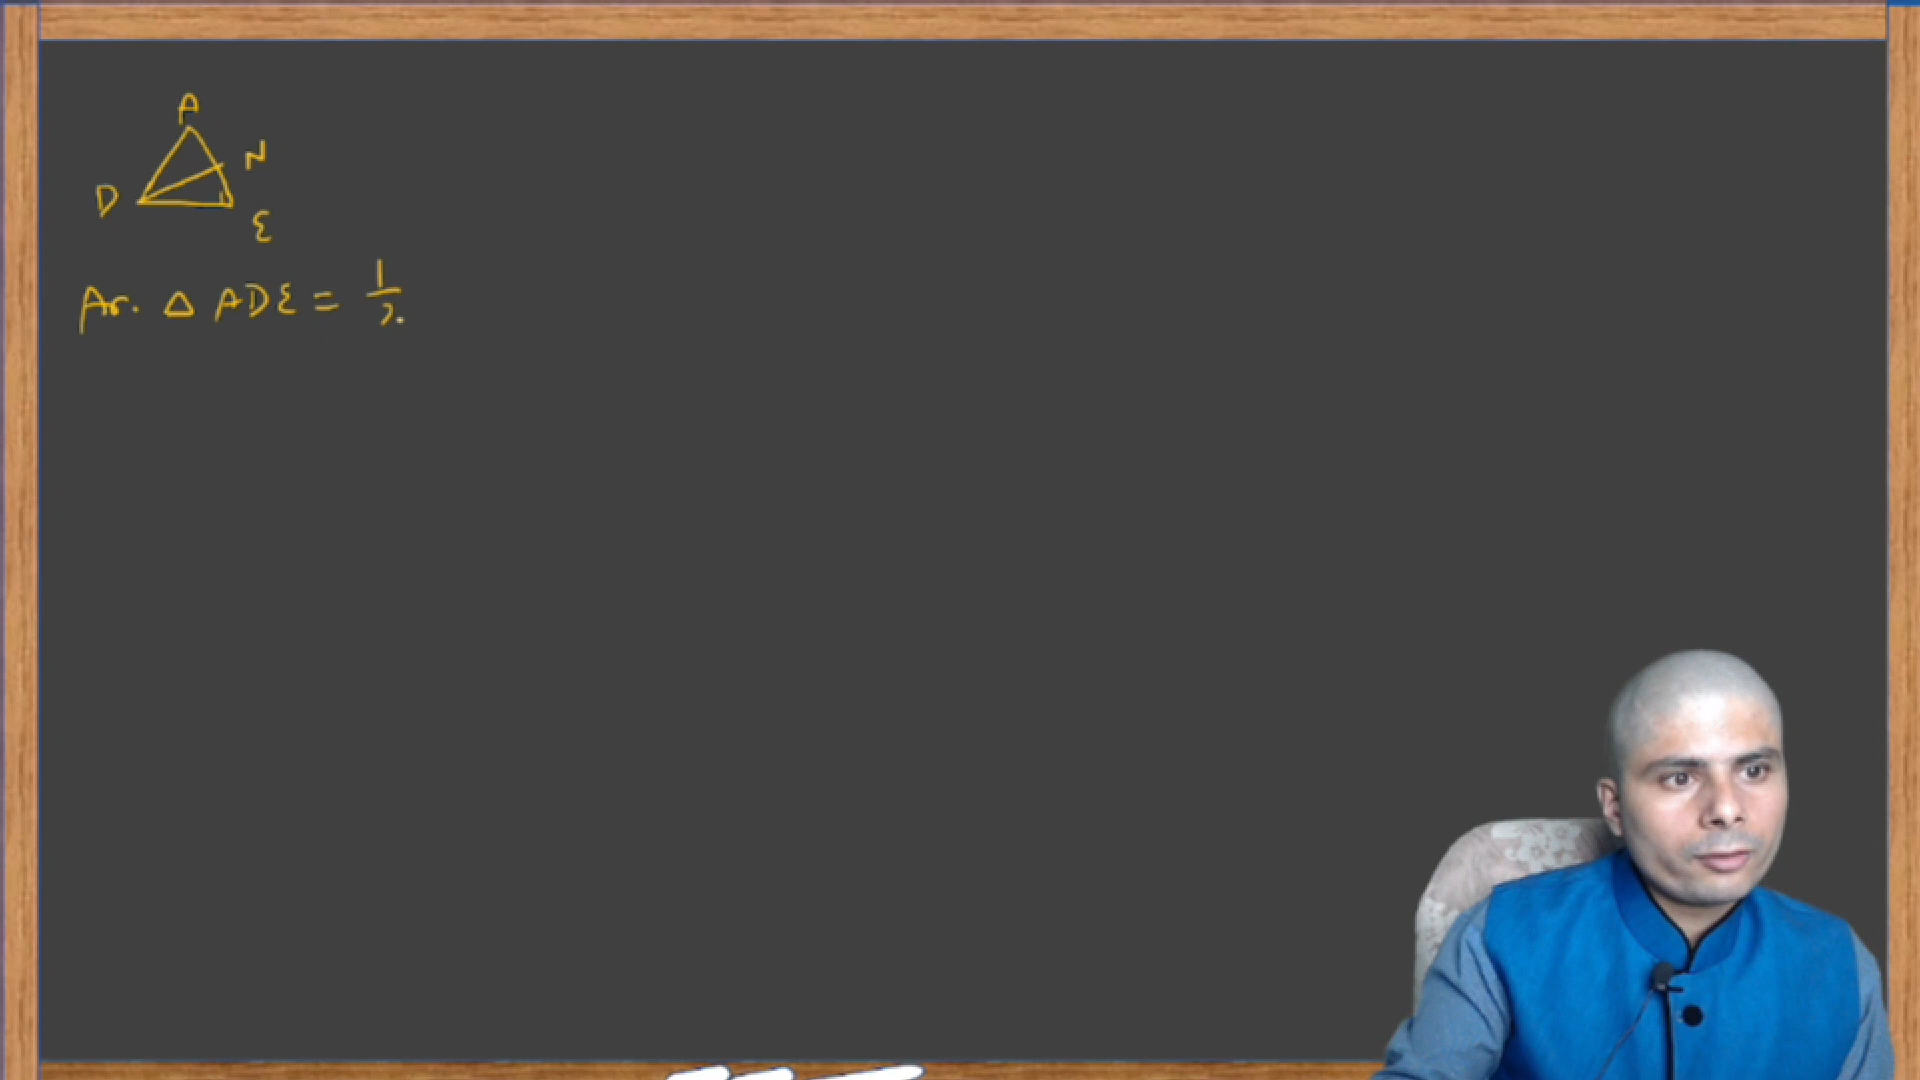 A
N
D
E
Ar. △ ADE = 1/2.